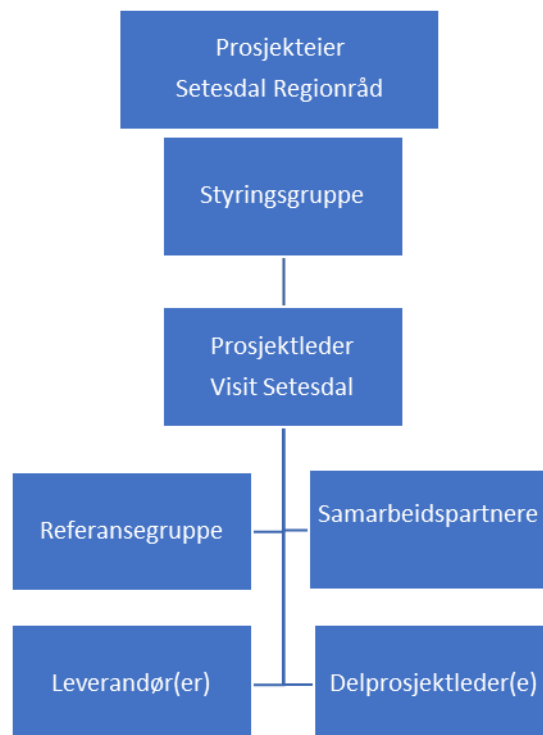 Prosjekteier
Setesdal Regionråd
Styringsgruppe
Prosjektleder
Visit Setesdal
Referansegruppe
Samarbeidspartnere
Leverandør(er)
Delprosjektleder(e)